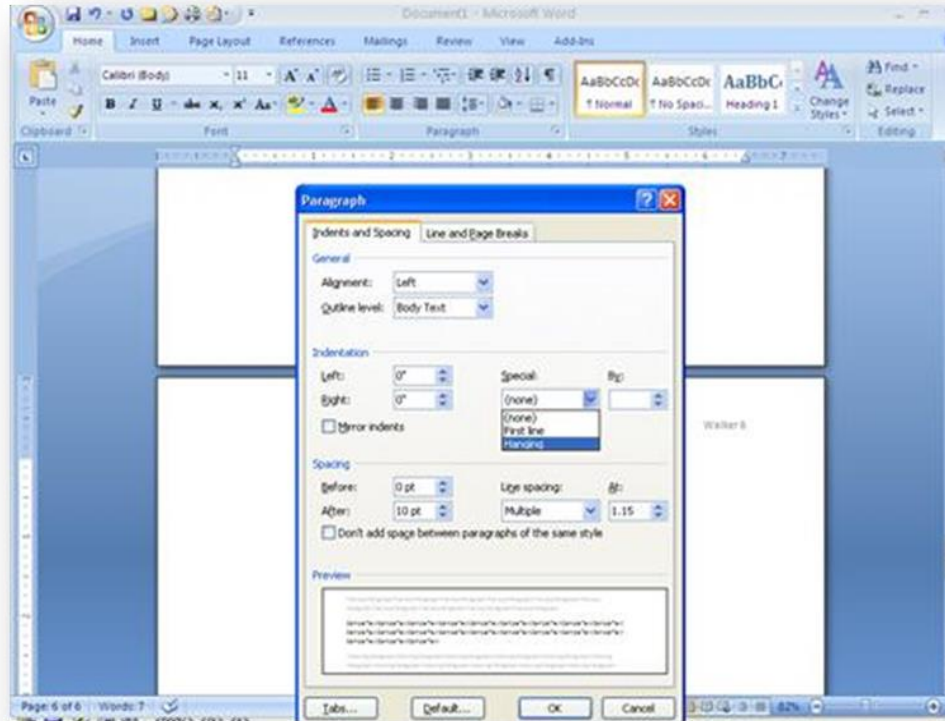 Document1 - Microsoft Word
Home Insert Page Layout References Mailings Review View Add-Ins
Paste
Calibri (Body) 11
AaBbCcDc AaBbCcDc AaBbC
¶ Normal ¶ No Spaci... Heading 1
Change Styles
Find
Replace
Select
Clipboard Font Paragraph Styles Editing
Paragraph
Indents and Spacing Line and Page Breaks
General
Alignment: Left
Outline level: Body Text
Indentation
Left: 0" Special: By:
Right: 0" (none)
(none)
Mirror indents First line
Hanging
Walker 6
Spacing
Before: 0 pt Line spacing: At:
After: 10 pt Multiple 1.15
Don't add space between paragraphs of the same style
Preview
Tabs... Default... OK Cancel
Page: 6 of 6 Words: 7 82%